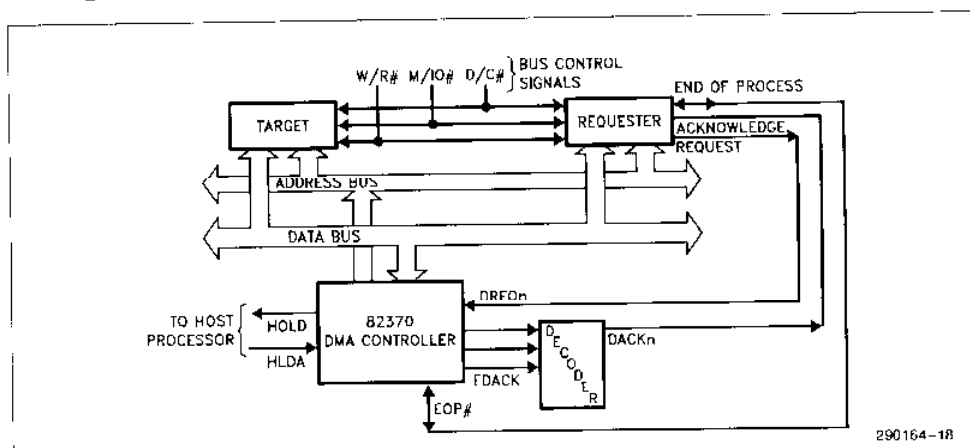 W/R# M/IO# D/C# BUS CONTROL SIGNALS
END OF PROCESS
TARGET
REQUESTER
ACKNOWLEDGE
REQUEST
ADDRESS BUS
DATA BUS
DREQn
TO HOST PROCESSOR
HOLD
HLDA
82370
DMA CONTROLLER
EDACK
DECODER
DACKn
EOP#
290164-18